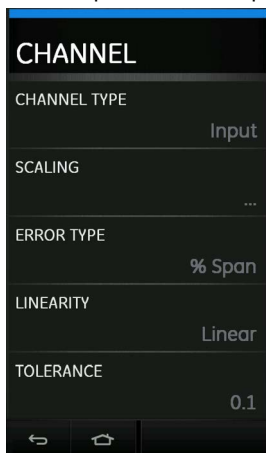 CHANNEL
CHANNEL TYPE
Input
SCALING
...
ERROR TYPE
% Span
LINEARITY
Linear
TOLERANCE
0.1